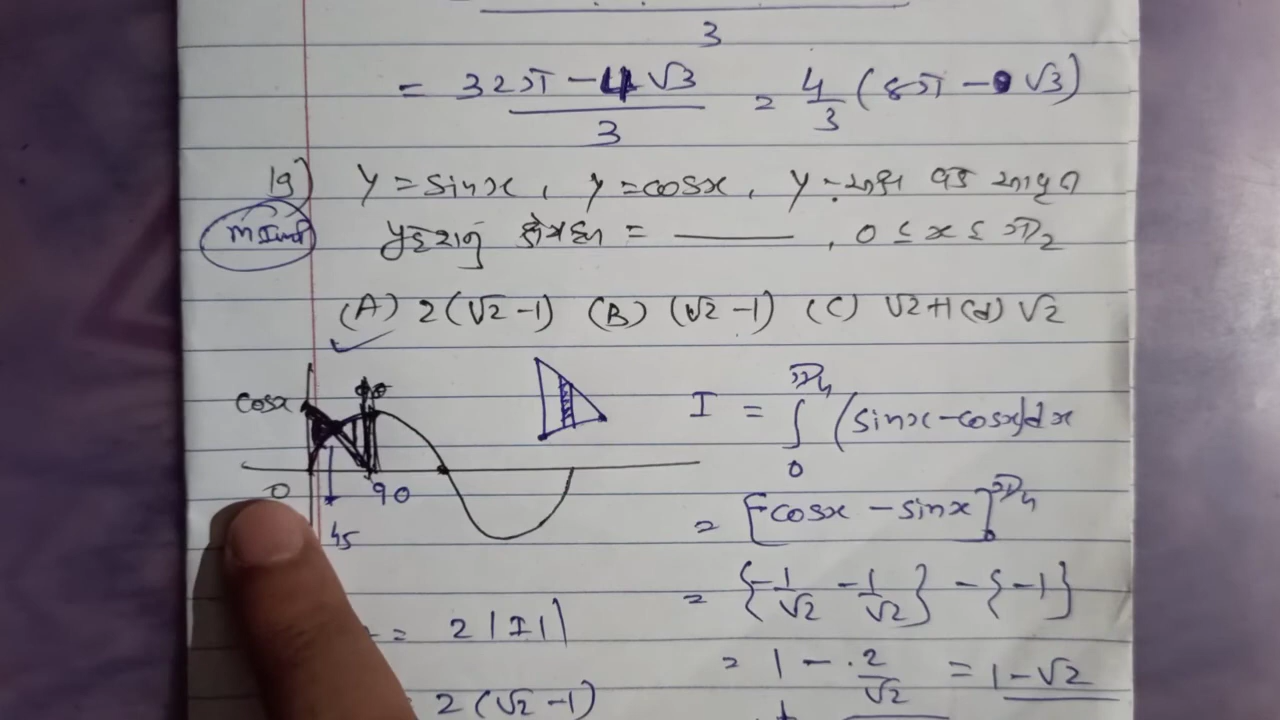 3
= 32π - 4√3 / 3 = 4/3 (8π - √3)
19) y = sinx, y = cosx, y - અક્ષ વડે આવૃત
m Imp પ્રદેશનું ક્ષેત્રફળ = ______, 0 ≤ x ≤ π/2
(A) 2(√2 -1) (B) (√2 -1) (C) √2+1 (d) √2
cosx
0 45 90
I = ∫₀^π/4 (sinx - cosx)dx
= [-cosx - sinx]₀^π/4
= {-1/√2 - 1/√2} - {-1}
= 2|I|
= 1 - 2/√2 = 1 - √2
2(√2 -1)